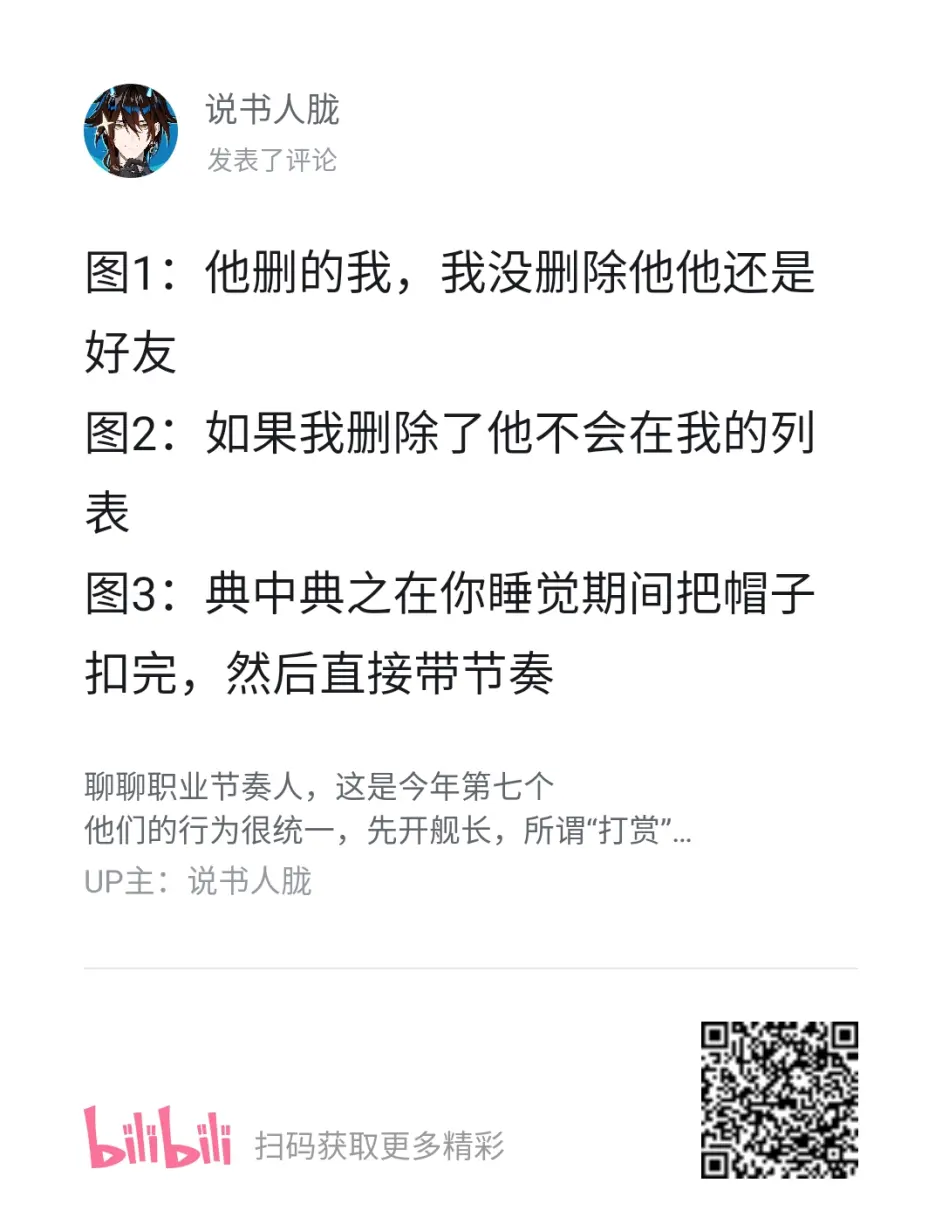 说书人胧
发表了评论
图1：他删的我，我没删除他他还是
好友
图2：如果我删除了他不会在我的列
表
图3：典中典之在你睡觉期间把帽子
扣完，然后直接带节奏
聊聊职业节奏人，这是今年第七个
他们的行为很统一，先开舰长，所谓“打赏”...
UP主：说书人胧
bilibili 扫码获取更多精彩